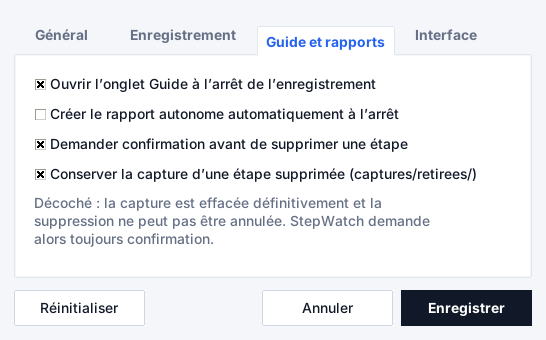 Général
Enregistrement
Guide et rapports
Interface
Ouvrir l’onglet Guide à l’arrêt de l’enregistrement
Créer le rapport autonome automatiquement à l’arrêt
Demander confirmation avant de supprimer une étape
Conserver la capture d’une étape supprimée (captures/retirees/)
Décoché : la capture est effacée définitivement et la
suppression ne peut pas être annulée. StepWatch demande
alors toujours confirmation.
Réinitialiser
Annuler
Enregistrer